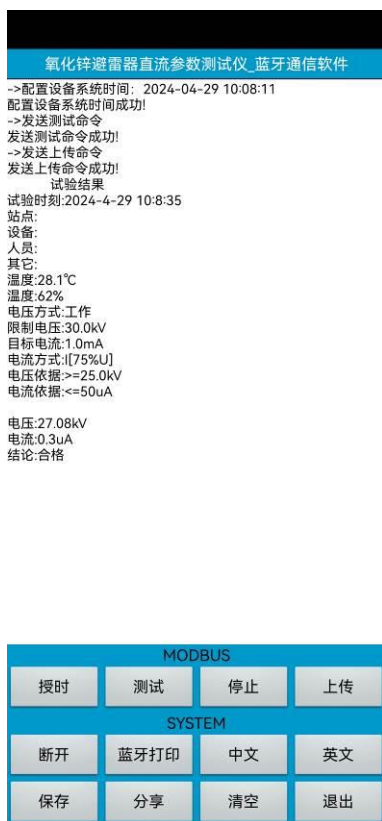 氧化锌避雷器直流参数测试仪_蓝牙通信软件
->配置设备系统时间：2024-04-29 10:08:11
配置设备系统时间成功!
->发送测试命令
发送测试命令成功!
->发送上传命令
发送上传命令成功!
试验结果
试验时刻:2024-4-29 10:8:35
站点:
设备:
人员:
其它:
温度:28.1℃
温度:62%
电压方式:工作
限制电压:30.0kV
目标电流:1.0mA
电流方式:I[75%U]
电压依据:>=25.0kV
电流依据:<=50uA
电压:27.08kV
电流:0.3uA
结论:合格
MODBUS
授时 测试 停止 上传
SYSTEM
断开 蓝牙打印 中文 英文
保存 分享 清空 退出